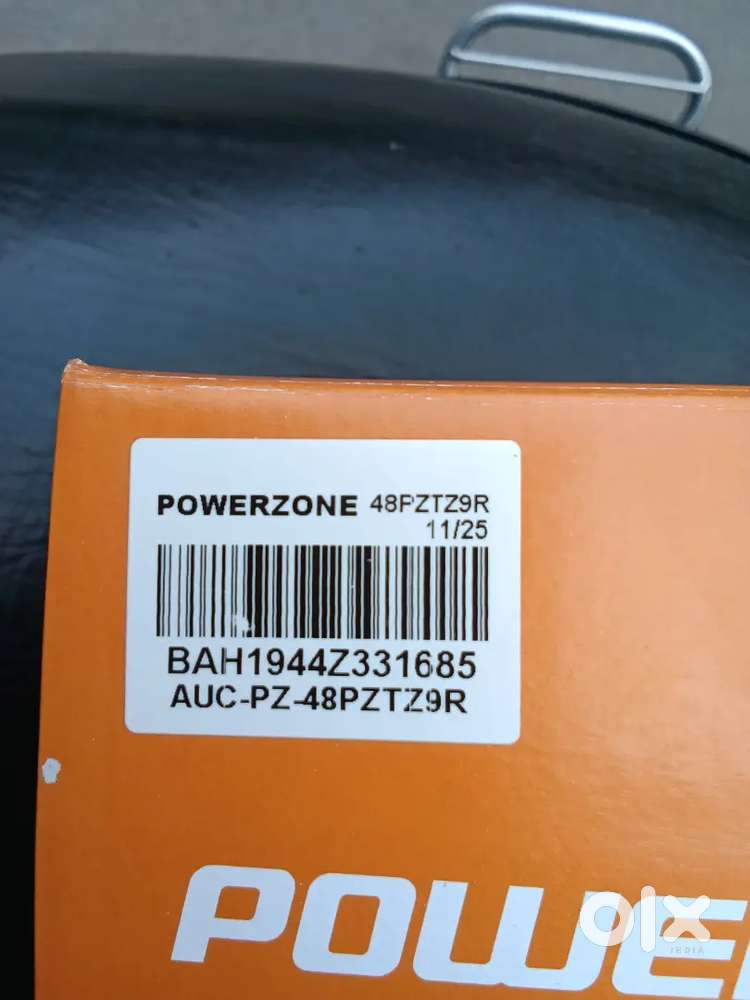 POWERZONE 48PZTZ9R
11/25
BAH1944Z331685
AUC-PZ-48PZTZ9R
POWE
olx
INDIA